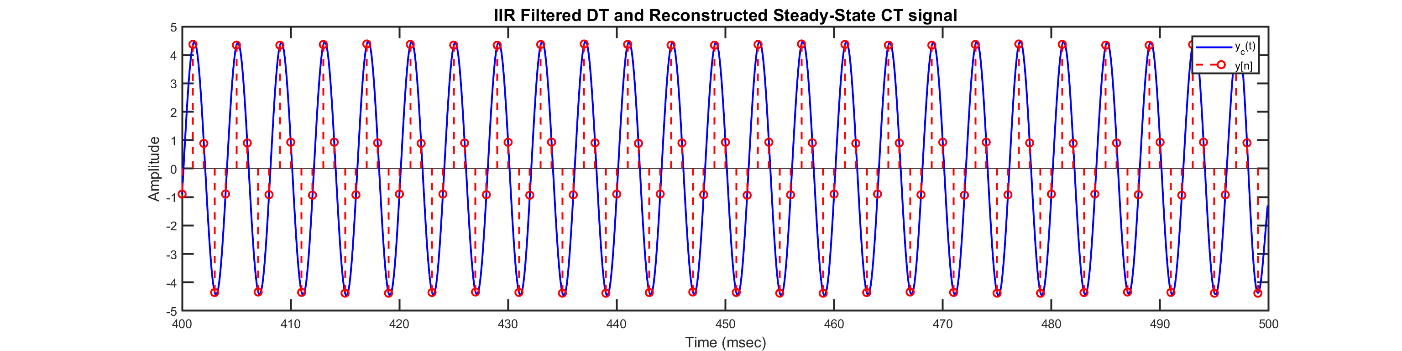 IIR Filtered DT and Reconstructed Steady-State CT signal
5
4
3
2
1
0
-1
-2
-3
-4
-5
Amplitude
y_c(t)
y[n]
400 410 420 430 440 450 460 470 480 490 500
Time (msec)